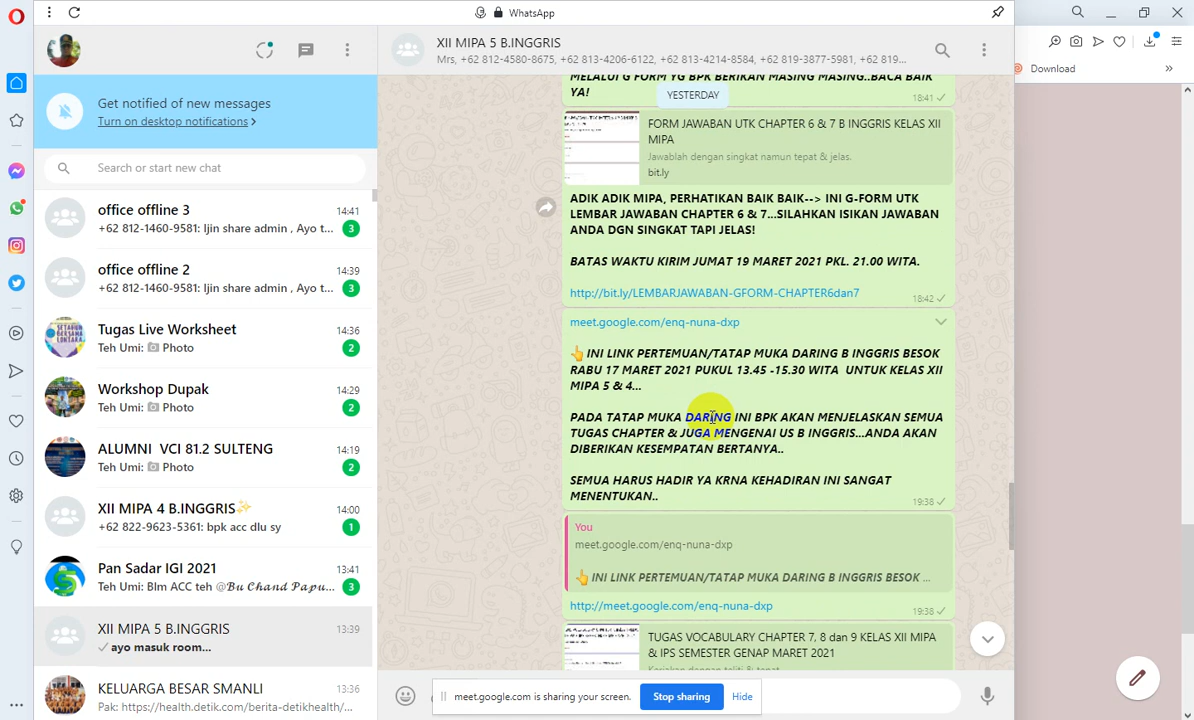 WhatsApp
XII MIPA 5 B.INGGRIS
Mrs, +62 812-4580-8675, +62 813-4206-6122, +62 813-4214-8584, +62 819-3877-5981, +62 819...
Download
»
Get notified of new messages
Turn on desktop notifications >
Search or start new chat
office offline 3
14:41
+62 812-1460-9581: Ijin share admin , Ayo t...
3
office offline 2
14:39
+62 812-1460-9581: Ijin share admin , Ayo t...
3
Tugas Live Worksheet
14:36
Teh Umi: Photo
2
Workshop Dupak
14:29
Teh Umi: Photo
2
ALUMNI VCI 81.2 SULTENG
14:19
Teh Umi: Photo
2
XII MIPA 4 B.INGGRIS✨
14:00
+62 822-9623-5361: bpk acc dlu sy
1
Pan Sadar IGI 2021
13:41
Teh Umi: Blm ACC teh @Bu Chand Papu...
3
XII MIPA 5 B.INGGRIS
13:39
✓ ayo masuk room...
KELUARGA BESAR SMANLI
13:36
Pak: https://health.detik.com/berita-detikhealth/...
MELALUI G FORM YG BPK BERIKAN MASING MASING..BACA BAIK
YA!
18:41 ✓
YESTERDAY
FORM JAWABAN UTK CHAPTER 6 & 7 B INGGRIS KELAS XII
MIPA
Jawablah dengan singkat namun tepat & jelas.
bit.ly
ADIK ADIK MIPA, PERHATIKAN BAIK BAIK--> INI G-FORM UTK
LEMBAR JAWABAN CHAPTER 6 & 7...SILAHKAN ISIKAN JAWABAN
ANDA DGN SINGKAT TAPI JELAS!
BATAS WAKTU KIRIM JUMAT 19 MARET 2021 PKL. 21.00 WITA.
http://bit.ly/LEMBARJAWABAN-GFORM-CHAPTER6dan7
18:42 ✓
meet.google.com/enq-nuna-dxp
👆INI LINK PERTEMUAN/TATAP MUKA DARING B INGGRIS BESOK
RABU 17 MARET 2021 PUKUL 13.45 -15.30 WITA UNTUK KELAS XII
MIPA 5 & 4...
PADA TATAP MUKA DARING INI BPK AKAN MENJELASKAN SEMUA
TUGAS CHAPTER & JUGA MENGENAI US B INGGRIS...ANDA AKAN
DIBERIKAN KESEMPATAN BERTANYA..
SEMUA HARUS HADIR YA KRNA KEHADIRAN INI SANGAT
MENENTUKAN..
19:38 ✓
You
meet.google.com/enq-nuna-dxp
👆INI LINK PERTEMUAN/TATAP MUKA DARING B INGGRIS BESOK ...
http://meet.google.com/enq-nuna-dxp
19:38 ✓
TUGAS VOCABULARY CHAPTER 7, 8 dan 9 KELAS XII MIPA
& IPS SEMESTER GENAP MARET 2021
Kerjakan dengan teliti & tepat
meet.google.com is sharing your screen.
Stop sharing
Hide